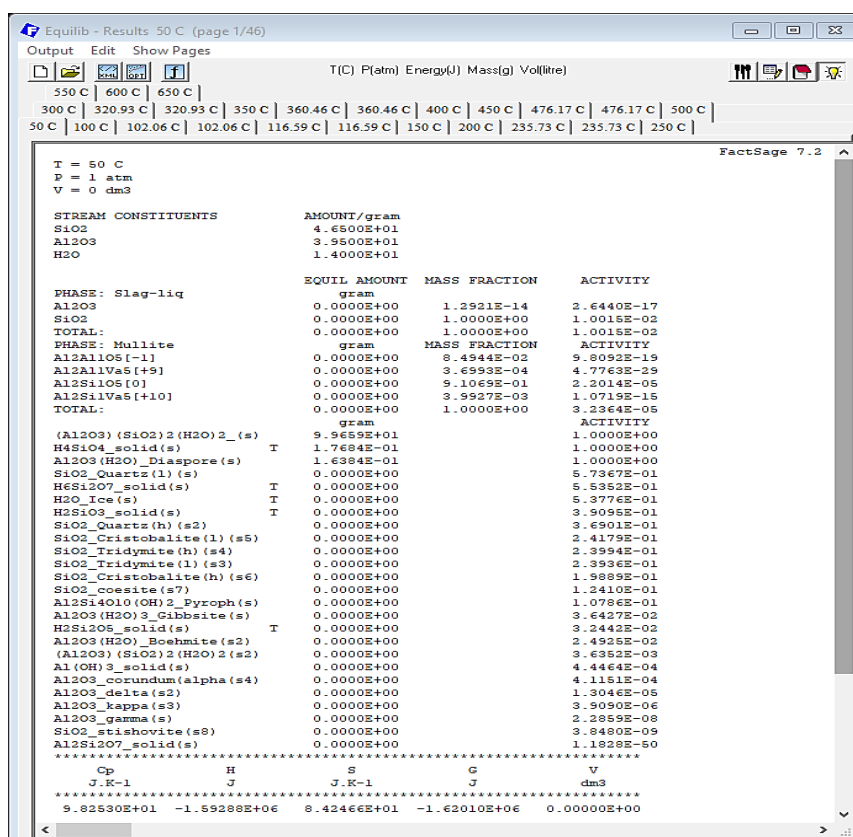 Equilib - Results 50 C (page 1/46)
Output Edit Show Pages
T(C) P(atm) Energy(J) Mass(g) Vol(litre)
550 C 600 C 650 C
300 C 320.93 C 320.93 C 350 C 360.46 C 360.46 C 400 C 450 C 476.17 C 476.17 C 500 C
50 C 100 C 102.06 C 102.06 C 116.59 C 116.59 C 150 C 200 C 235.73 C 235.73 C 250 C
FactSage 7.2
T = 50 C
P = 1 atm
V = 0 dm3
STREAM CONSTITUENTS AMOUNT/gram
SiO2 4.6500E+01
Al2O3 3.9500E+01
H2O 1.4000E+01
EQUIL AMOUNT MASS FRACTION ACTIVITY
PHASE: Slag-liq gram
Al2O3 0.0000E+00 1.2921E-14 2.6440E-17
SiO2 0.0000E+00 1.0000E+00 1.0015E-02
TOTAL: 0.0000E+00 1.0000E+00 1.0015E-02
PHASE: Mullite gram MASS FRACTION ACTIVITY
Al2Al1O5[-1] 0.0000E+00 8.4944E-02 9.8092E-19
Al2Al1Va5[+9] 0.0000E+00 3.6993E-04 4.7763E-29
Al2Si1O5[0] 0.0000E+00 9.1069E-01 2.2014E-05
Al2Si1Va5[+10] 0.0000E+00 3.9927E-03 1.0719E-15
TOTAL: 0.0000E+00 1.0000E+00 3.2364E-05
gram ACTIVITY
(Al2O3)(SiO2)2(H2O)2_(s) 9.9659E+01 1.0000E+00
H4SiO4_solid(s) T 1.7684E-01 1.0000E+00
Al2O3(H2O)_Diaspore(s) 1.6384E-01 1.0000E+00
SiO2_Quartz(l)(s) 0.0000E+00 5.7367E-01
H6Si2O7_solid(s) T 0.0000E+00 5.5352E-01
H2O_Ice(s) T 0.0000E+00 5.3776E-01
H2SiO3_solid(s) T 0.0000E+00 3.9095E-01
SiO2_Quartz(h)(s2) 0.0000E+00 3.6901E-01
SiO2_Cristobalite(l)(s5) 0.0000E+00 2.4179E-01
SiO2_Tridymite(h)(s4) 0.0000E+00 2.3994E-01
SiO2_Tridymite(l)(s3) 0.0000E+00 2.3936E-01
SiO2_Cristobalite(h)(s6) 0.0000E+00 1.9889E-01
SiO2_coesite(s7) 0.0000E+00 1.2410E-01
Al2Si4O10(OH)2_Pyroph(s) 0.0000E+00 1.0786E-01
Al2O3(H2O)3_Gibbsite(s) 0.0000E+00 3.6427E-02
H2Si2O5_solid(s) T 0.0000E+00 3.2442E-02
Al2O3(H2O)_Boehmite(s2) 0.0000E+00 2.4925E-02
(Al2O3)(SiO2)2(H2O)2(s2) 0.0000E+00 3.6352E-03
Al(OH)3_solid(s) 0.0000E+00 4.4464E-04
Al2O3_corundum(alpha(s4) 0.0000E+00 4.1151E-04
Al2O3_delta(s2) 0.0000E+00 1.3046E-05
Al2O3_kappa(s3) 0.0000E+00 3.9090E-06
Al2O3_gamma(s) 0.0000E+00 2.2859E-08
SiO2_stishovite(s8) 0.0000E+00 3.8480E-09
Al2Si2O7_solid(s) 0.0000E+00 1.1828E-50
********************************************************************
Cp H S G V
J.K-1 J J.K-1 J dm3
********************************************************************
9.82530E+01 -1.59288E+06 8.42466E+01 -1.62010E+06 0.00000E+00